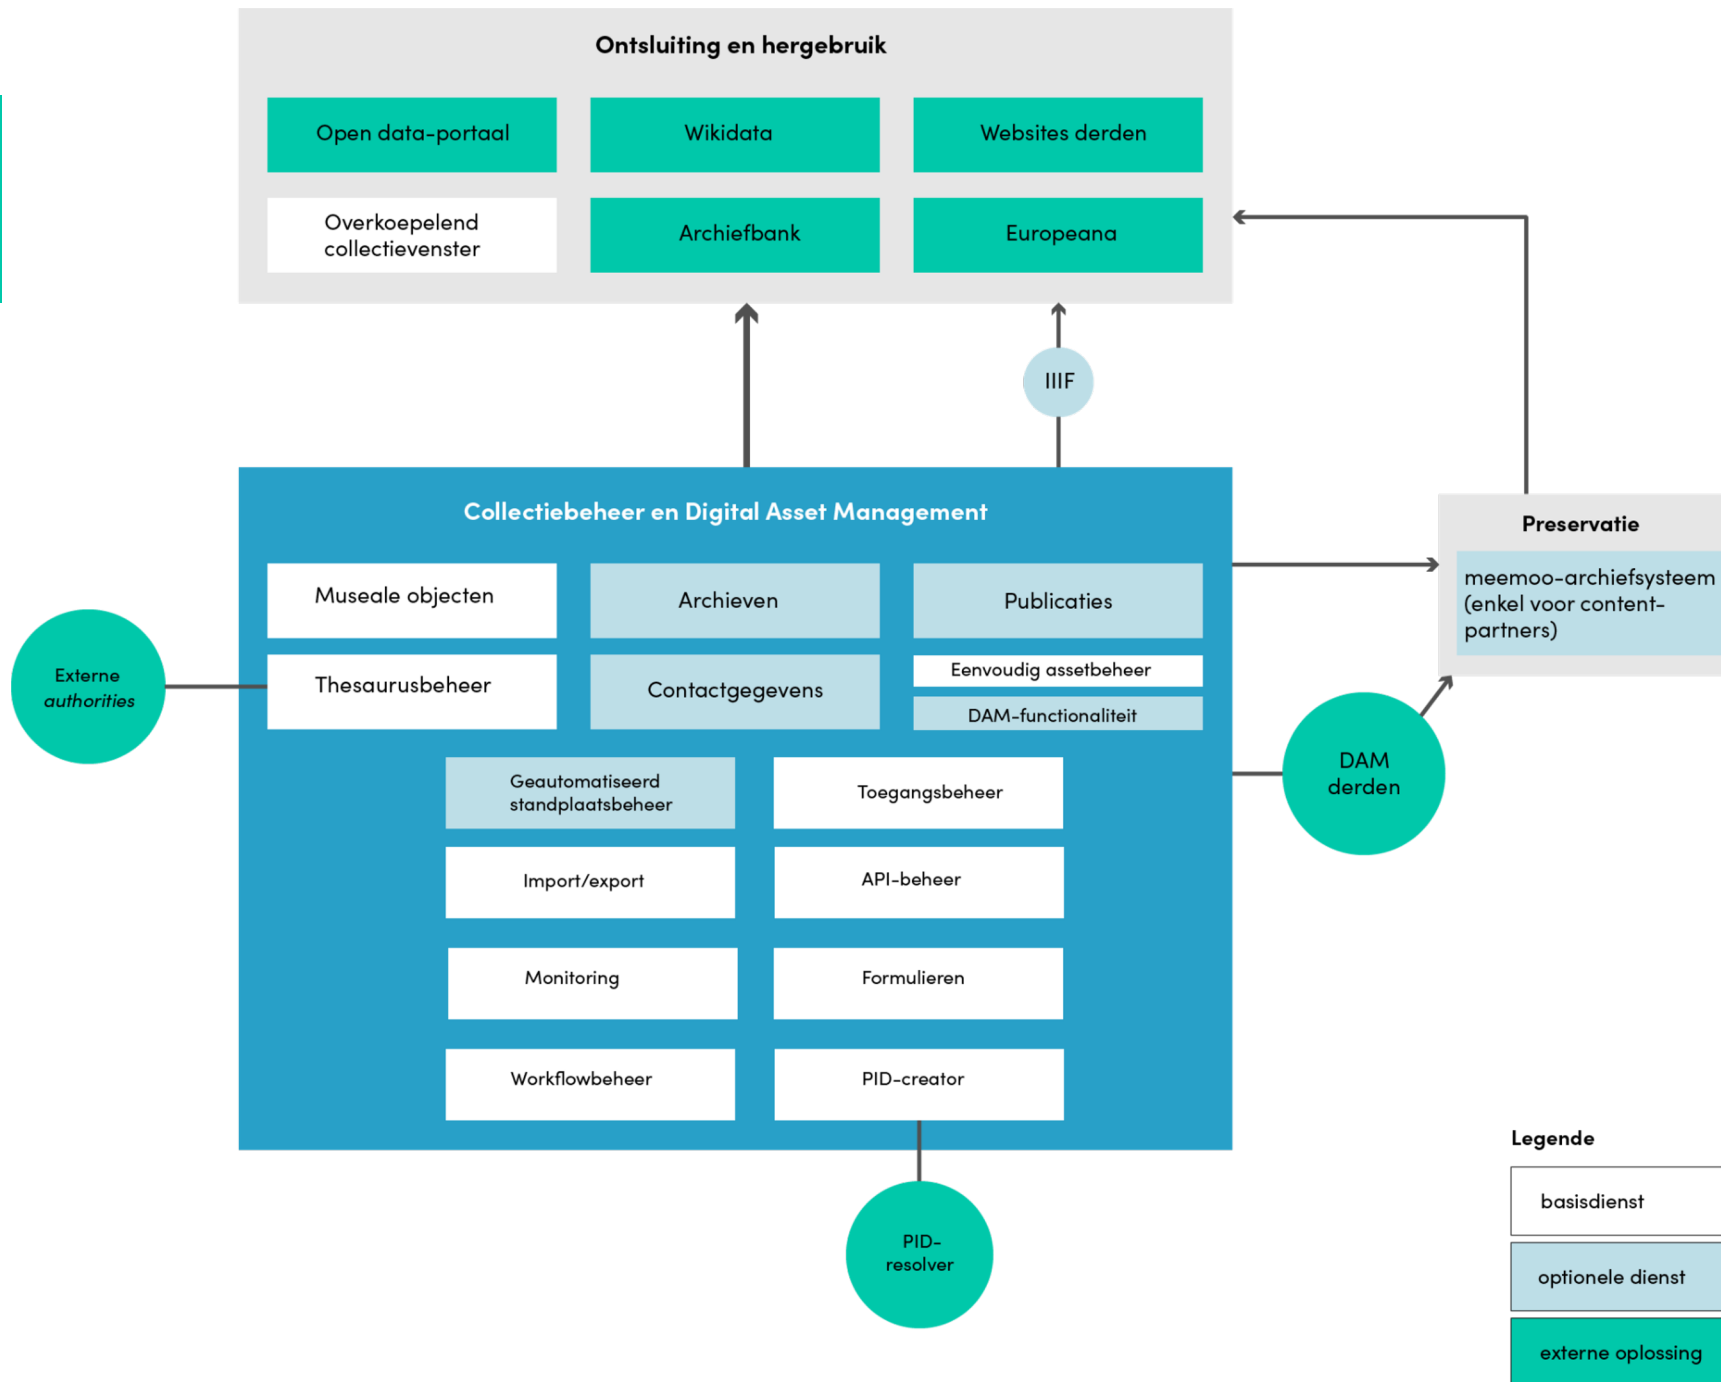 Ontsluiting en hergebruik
Open data-portaal
Wikidata
Websites derden
Overkoepelend
collectievenster
Archiefbank
Europeana
IIIF
Collectiebeheer en Digital Asset Management
Museale objecten
Archieven
Publicaties
Thesaurusbeheer
Contactgegevens
Eenvoudig assetbeheer
DAM-functionaliteit
Geautomatiseerd
standplaatsbeheer
Toegangsbeheer
Import/export
API-beheer
Monitoring
Formulieren
Workflowbeheer
PID-creator
Externe
authorities
Preservatie
meemoo-archiefsysteem
(enkel voor content-
partners)
DAM
derden
PID-
resolver
Legende
basisdienst
optionele dienst
externe oplossing